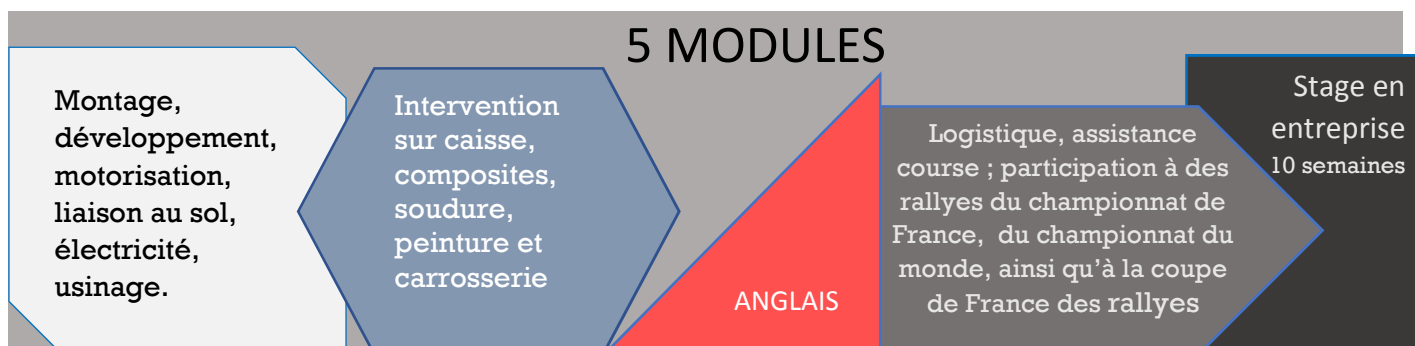 5 MODULES
Montage,
développement,
motorisation,
liaison au sol,
électricité,
usinage.
Intervention
sur caisse,
composites,
soudure,
peinture et
carrosserie
ANGLAIS
Logistique, assistance
course ; participation à des
rallyes du championnat de
France, du championnat du
monde, ainsi qu’à la coupe
de France des rallyes
Stage en
entreprise
10 semaines